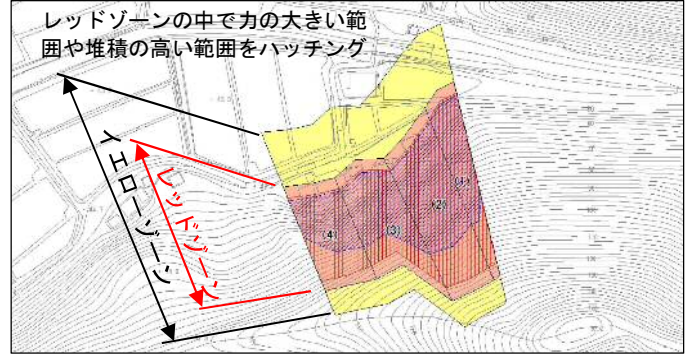 レッドゾーンの中で力の大きい範
囲や堆積の高い範囲をハッチング
イエローゾーン
レッドゾーン
(1)
(2)
(3)
(4)